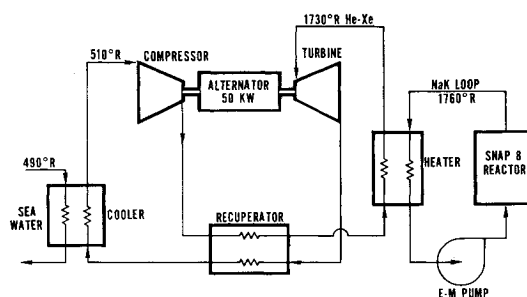 1730°R He-Xe
510°R
COMPRESSOR
TURBINE
ALTERNATOR
50 KW
NaK LOOP
1760°R
SNAP 8
REACTOR
490°R
HEATER
SEA
WATER
COOLER
RECUPERATOR
E-M PUMP